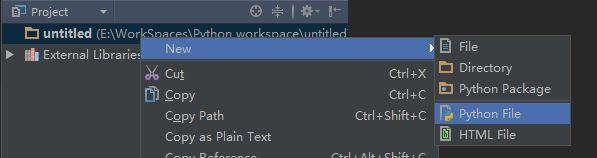 Project
untitled (E:\WorkSpaces\Python workspace\untitled
External Libraries
New
Cut Ctrl+X
Copy Ctrl+C
Copy Path Ctrl+Shift+C
Copy as Plain Text
Copy Reference Ctrl+Alt+Shift+C
File
Directory
Python Package
Python File
HTML File